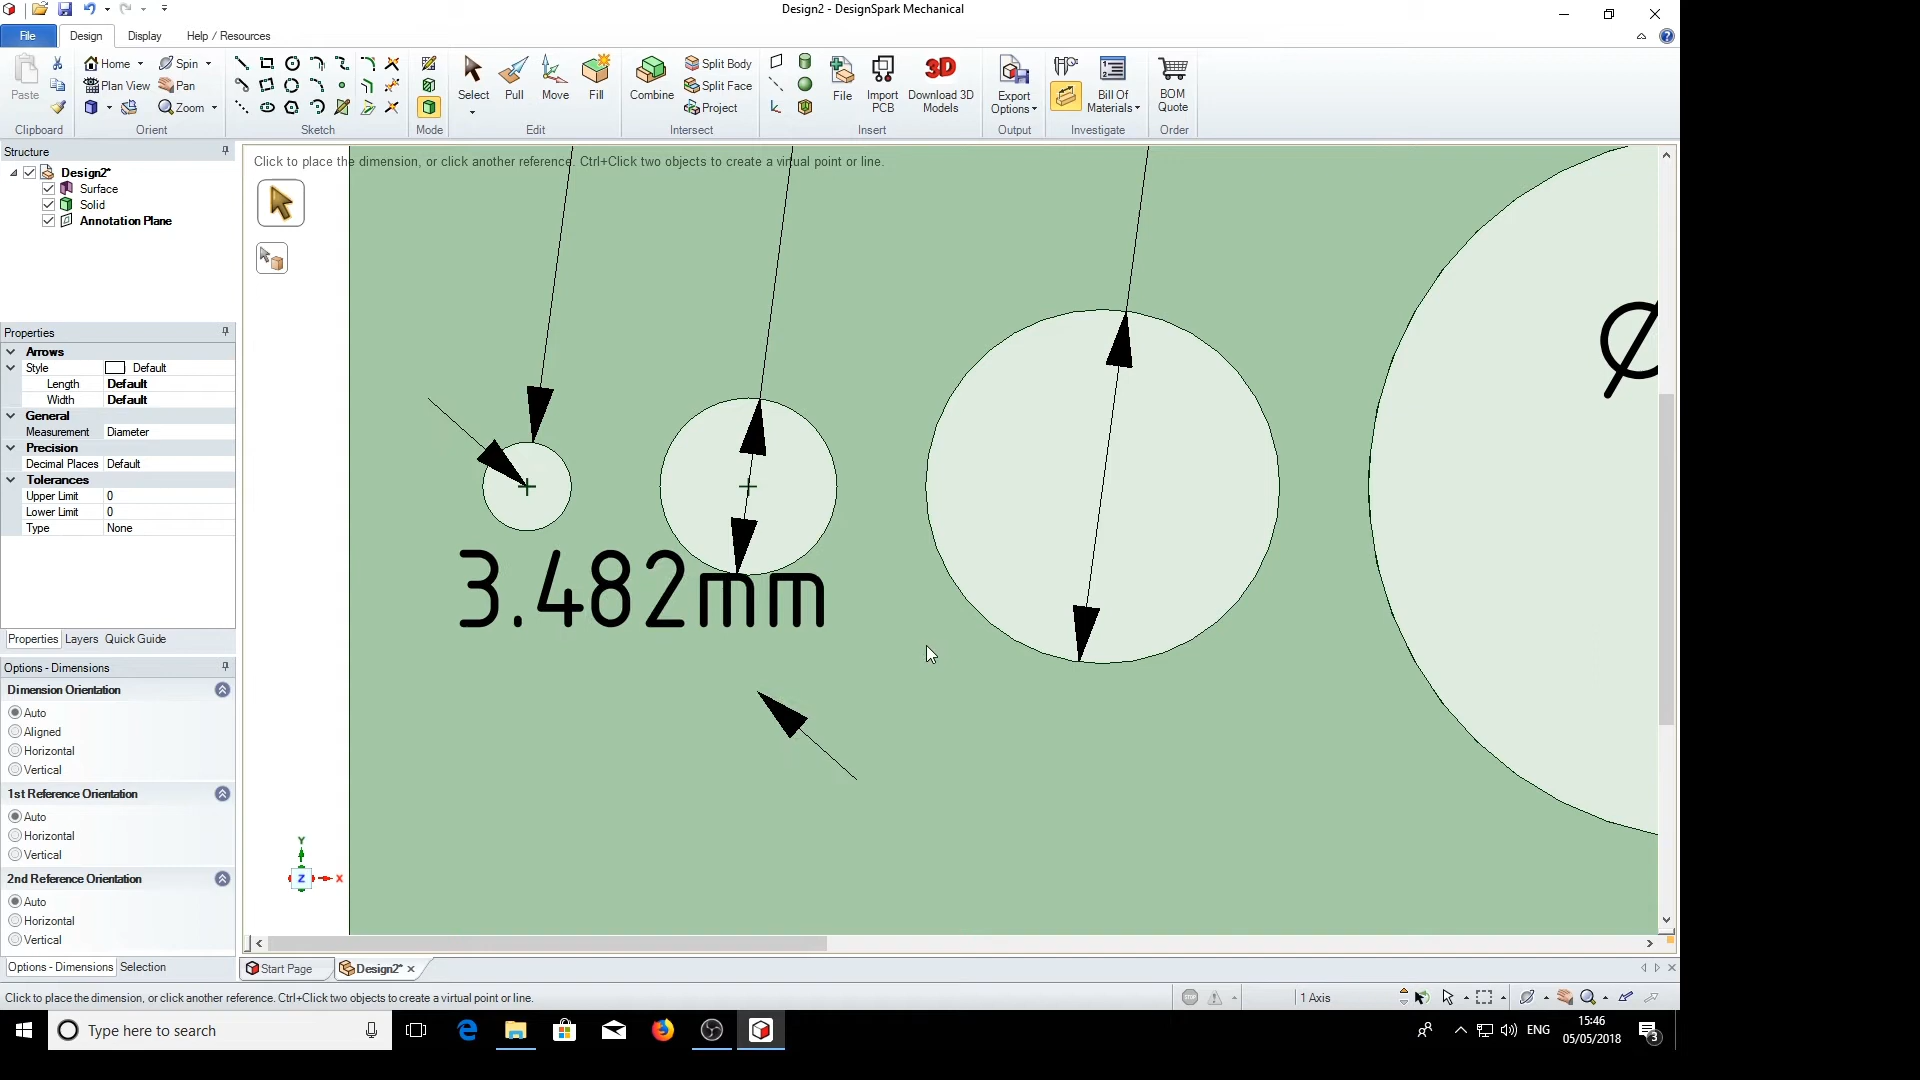 Design2 - DesignSpark Mechanical
File Design Display Help / Resources
Paste
Clipboard
Home Spin
Plan View Pan
Zoom
Orient
Sketch
Mode
Select Pull Move Fill
Edit
Combine
Split Body
Split Face
Project
Intersect
File
Import PCB
Download 3D Models
3D
Insert
Export Options
Output
Bill Of Materials
Investigate
BOM Quote
Order
Structure
Design2*
Surface
Solid
Annotation Plane
Properties
Arrows
Style Default
Length Default
Width Default
General
Measurement Diameter
Precision
Decimal Places Default
Tolerances
Upper Limit 0
Lower Limit 0
Type None
Properties Layers Quick Guide
Options - Dimensions
Dimension Orientation
Auto
Aligned
Horizontal
Vertical
1st Reference Orientation
Auto
Horizontal
Vertical
2nd Reference Orientation
Auto
Horizontal
Vertical
Options - Dimensions Selection
Click to place the dimension, or click another reference. Ctrl+Click two objects to create a virtual point or line.
3.482mm
Ø
Y
Z X
Start Page Design2*
Click to place the dimension, or click another reference. Ctrl+Click two objects to create a virtual point or line.
1 Axis
Type here to search
ENG
15:46
05/05/2018
3